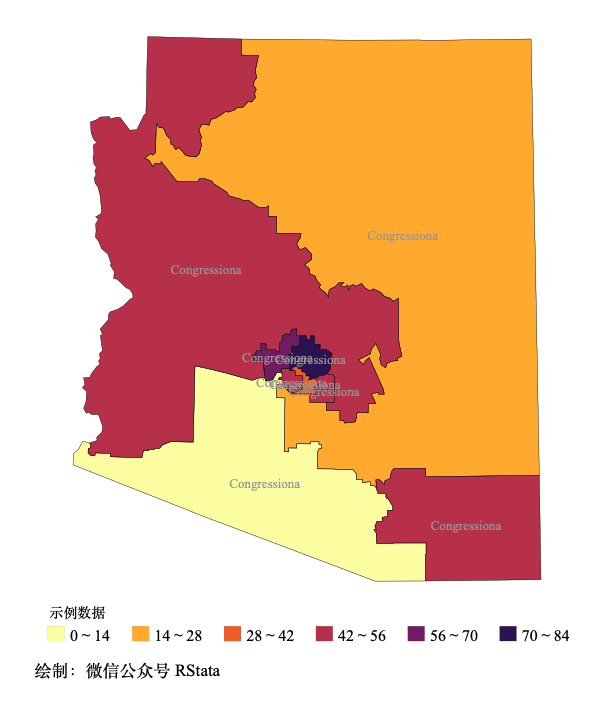 Congressiona
Congressiona
Congressiona
Congressiona
Congressiona
Congressiona
Congressiona
Congressiona
Congressiona
示例数据
0 ~ 14 14 ~ 28 28 ~ 42 42 ~ 56 56 ~ 70 70 ~ 84
绘制：微信公众号 RStata